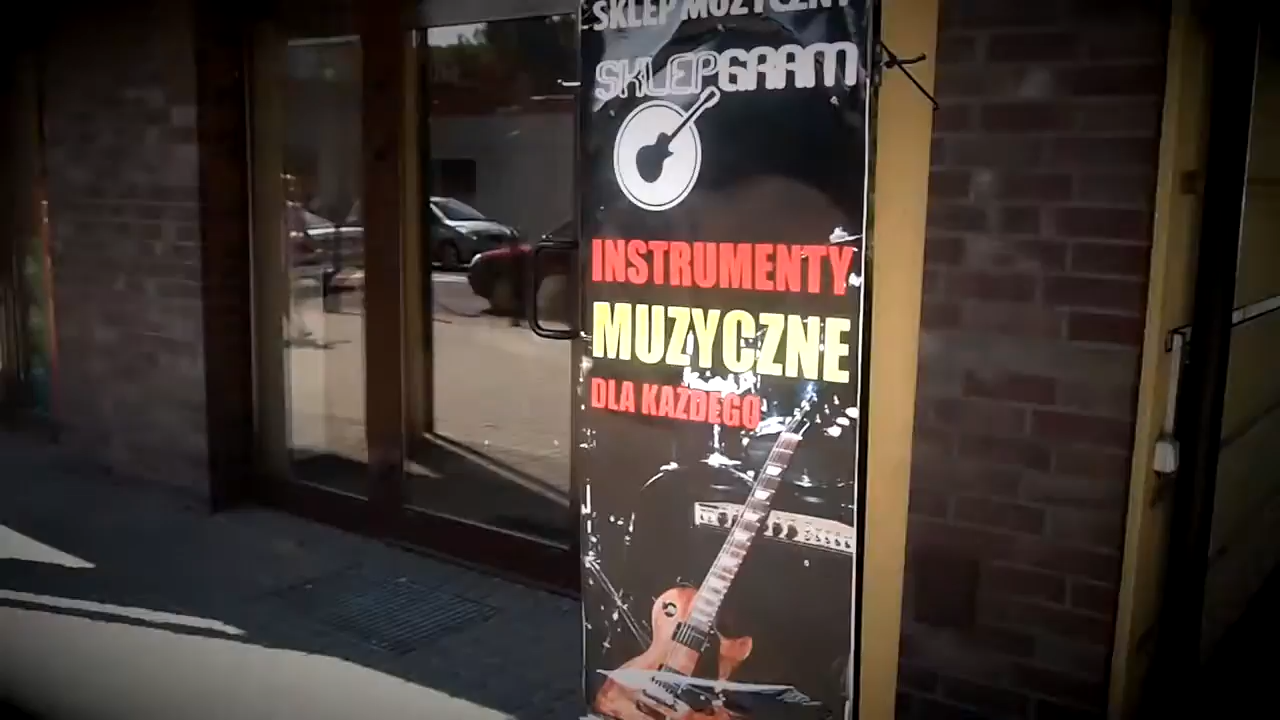 SKLEP MUZYCZNY
SKLEPGRAM
INSTRUMENTY
MUZYCZNE
DLA KAŻDEGO